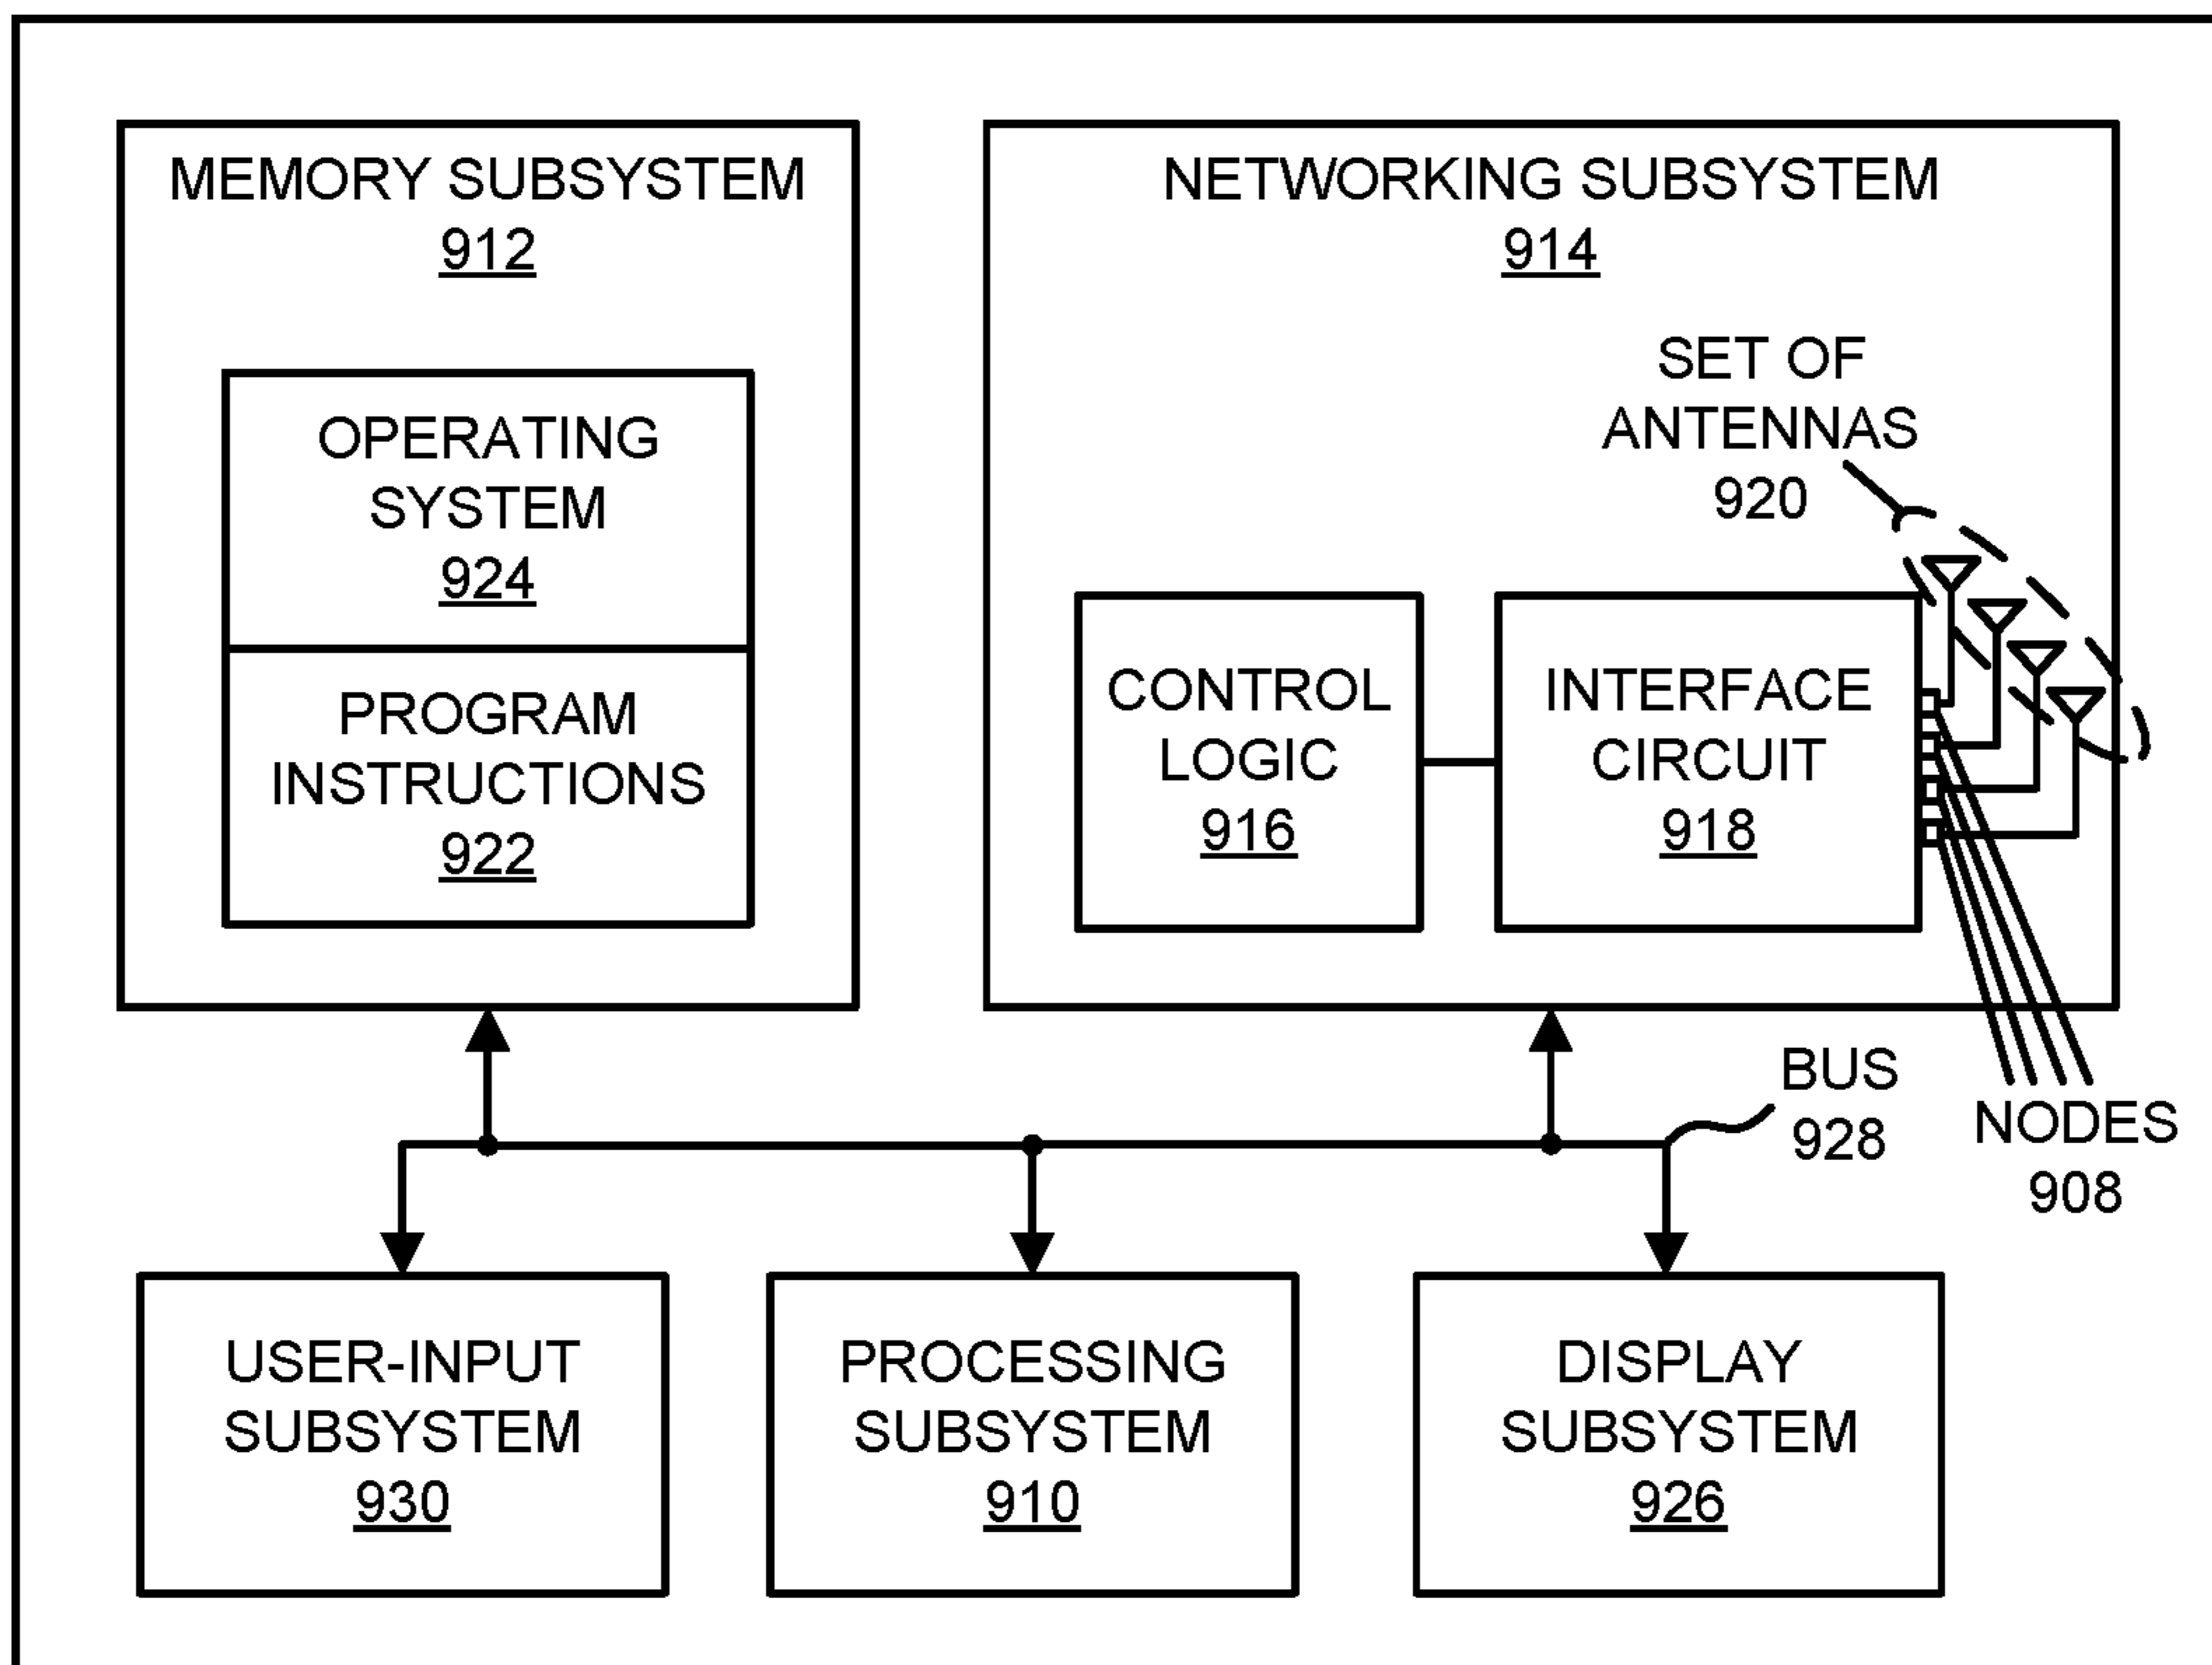 MEMORY SUBSYSTEM
912
OPERATING
SYSTEM
924
PROGRAM
INSTRUCTIONS
922
NETWORKING SUBSYSTEM
914
SET OF
ANTENNAS
920
CONTROL
LOGIC
916
INTERFACE
CIRCUIT
918
BUS
928
NODES
908
USER-INPUT
SUBSYSTEM
930
PROCESSING
SUBSYSTEM
910
DISPLAY
SUBSYSTEM
926